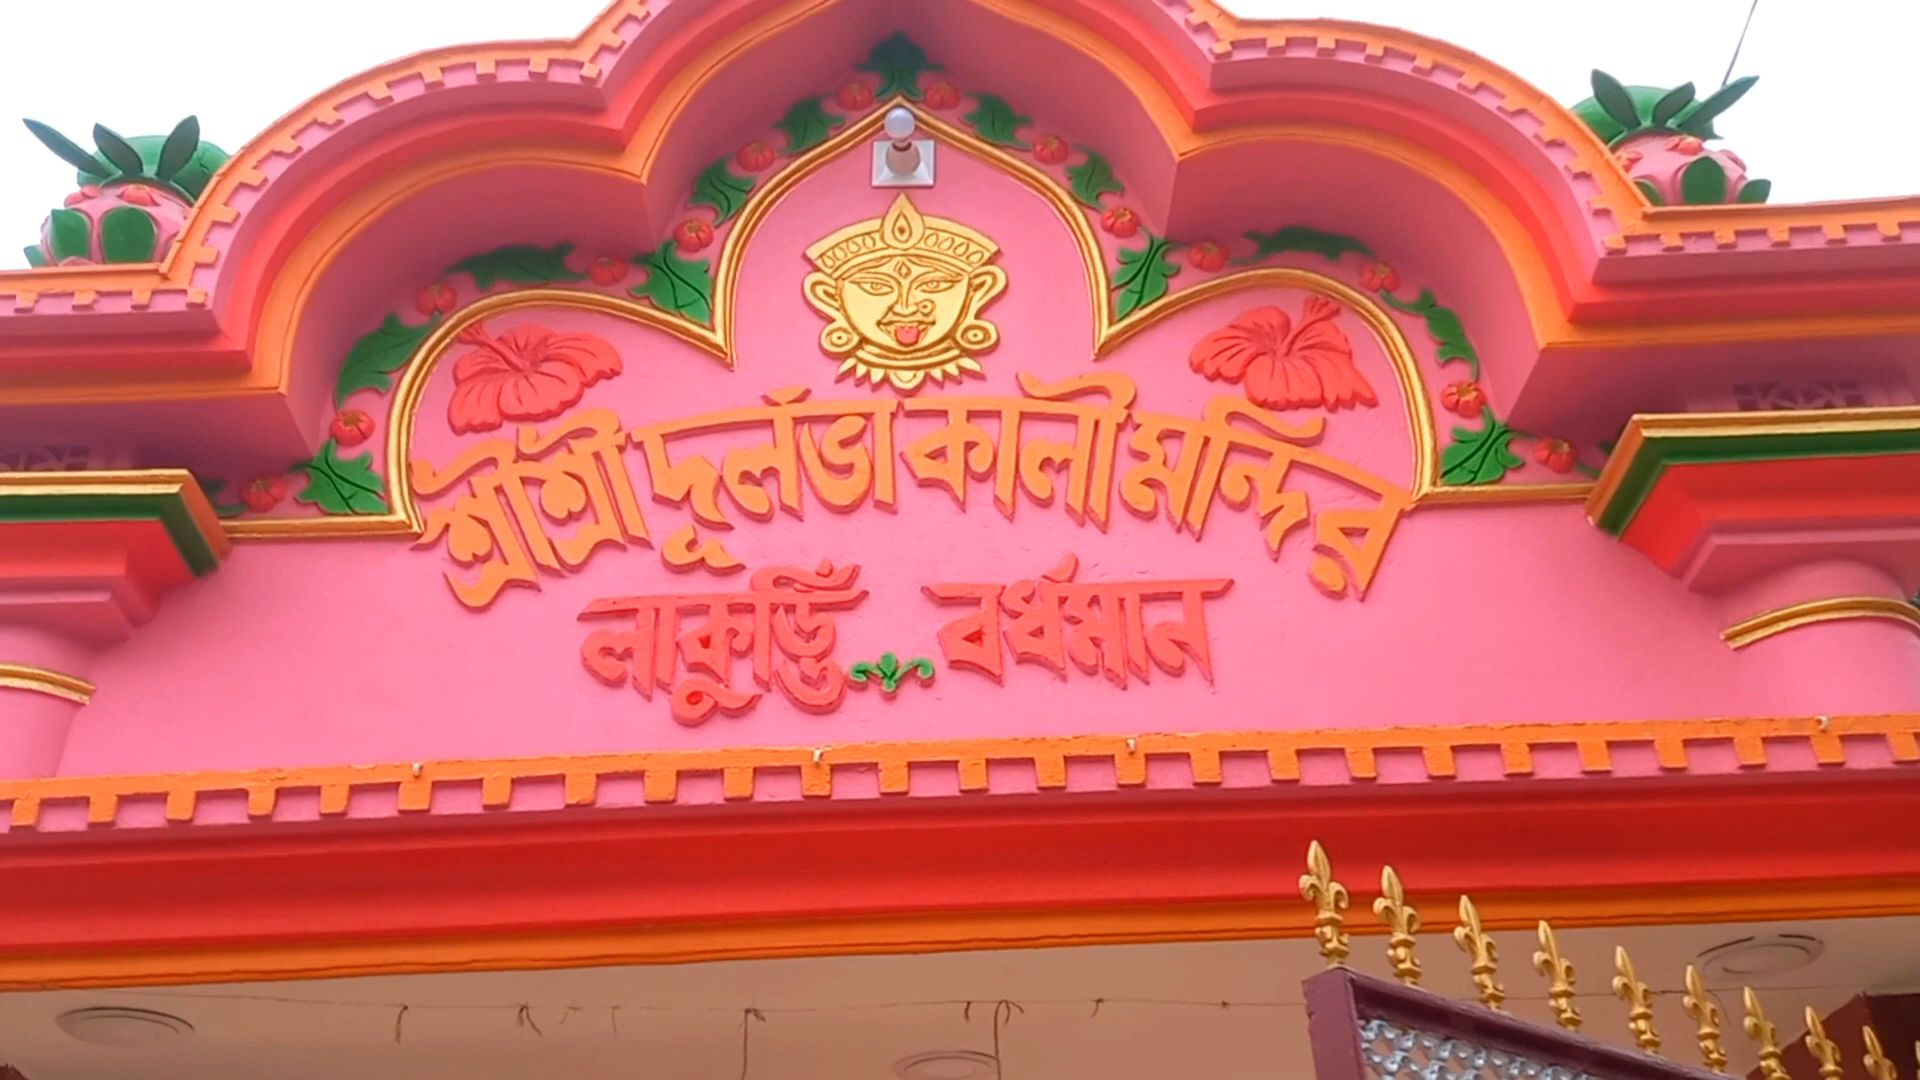 শ্রীশ্রী দূর্লভা কালী মন্দির
লাকুর্ড্ডি বর্ধমান